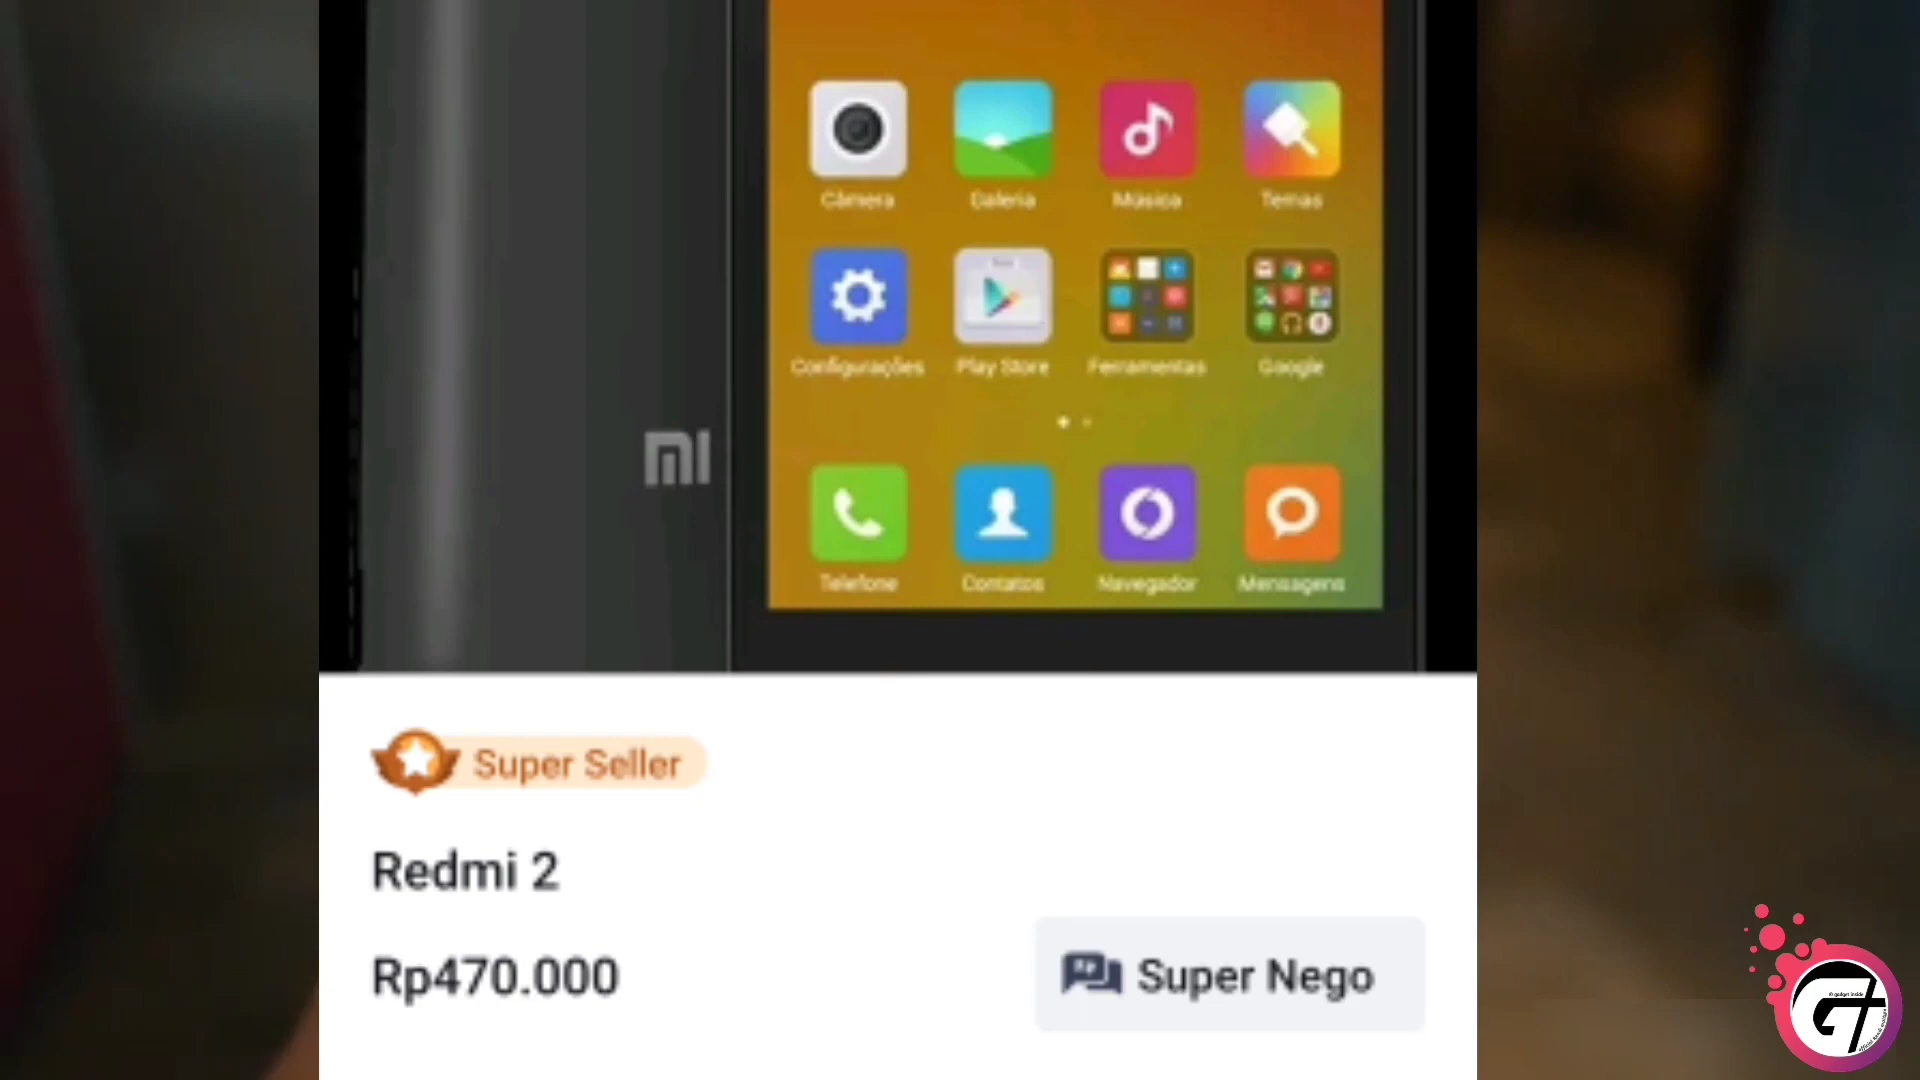 Câmera Galeria Música Temas
Configurações Play Store Ferramentas Google
mi
Telefone Contatos Navegador Mensagens
Super Seller
Redmi 2
Rp470.000
Super Nego